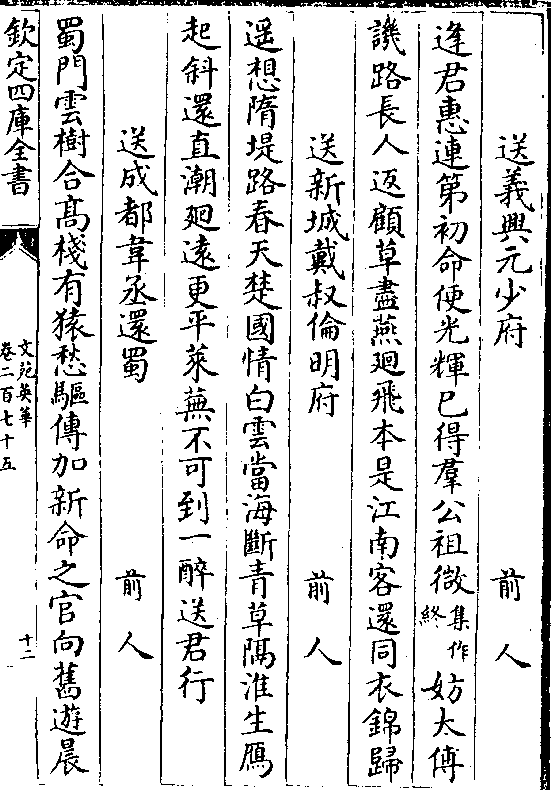 送義興元少府　前人
逢君惠連第初命便光輝已得羣公祖微集作終妨太傅
譏路長人返顧草盡燕廻飛本是江南客還同衣錦歸
送新城戴叔倫明府　前人
遥想隋堤路春天楚國情白雲當海斷青草隔淮生鴈
起斜還直潮廻遠更平萊蕪不可到一醉送君行
送成都韋丞還蜀　前人
蜀門雲樹合高棧有猿愁驅傳加新命之官向舊遊晨
欽定四庫全書
文苑英華
卷二百七十五
十二